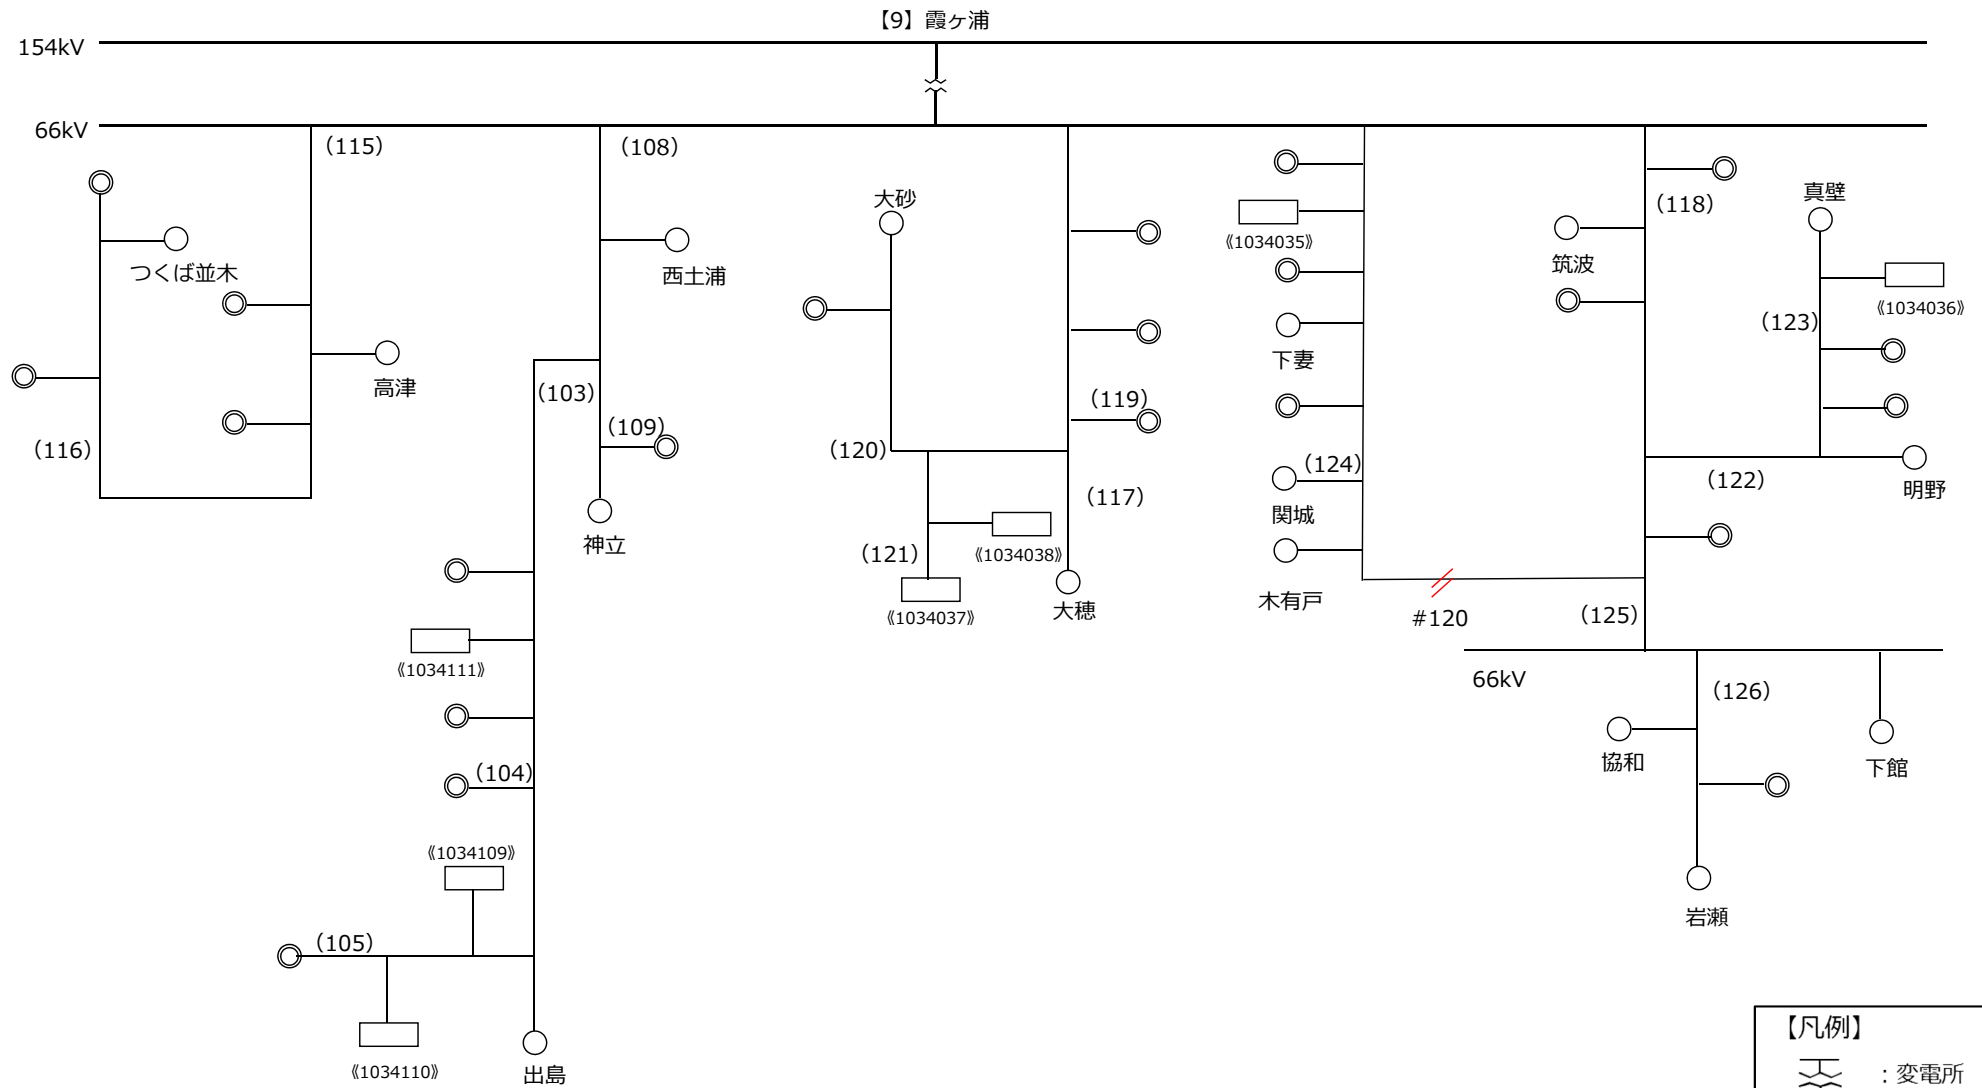 【9】霞ヶ浦
154kV
66kV
（115）
（108）
大砂
（118）
真壁
《1034035》
つくば並木
西土浦
筑波
《1034036》
（123）
下妻
高津
（103）
（119）
（109）
（116）
（120）
（124）
（122）
明野
（117）
関城
神立
（121）
《1034038》
木有戸
《1034037》
大穂
#120
（125）
《1034111》
66kV
（126）
協和
下館
（104）
《1034109》
岩瀬
（105）
《1034110》
出島
【凡例】
：変電所